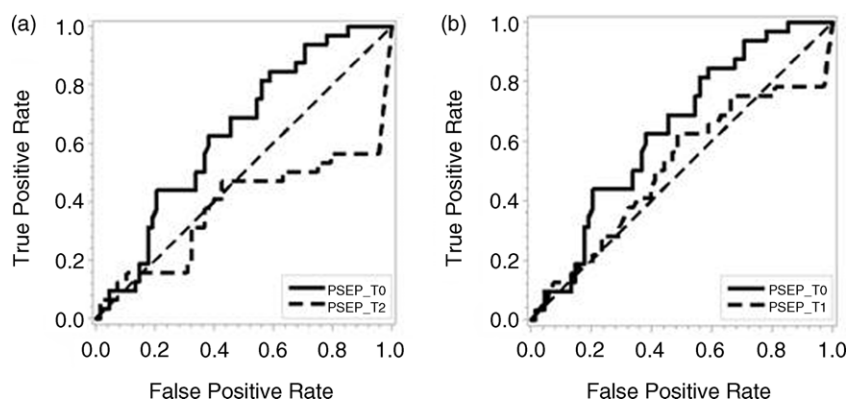 (a)
True Positive Rate
1.0
0.8
0.6
0.4
0.2
0.0
PSEP_T0
PSEP_T2
0.0 0.2 0.4 0.6 0.8 1.0
False Positive Rate
(b)
True Positive Rate
1.0
0.8
0.6
0.4
0.2
0.0
PSEP_T0
PSEP_T1
0.0 0.2 0.4 0.6 0.8 1.0
False Positive Rate